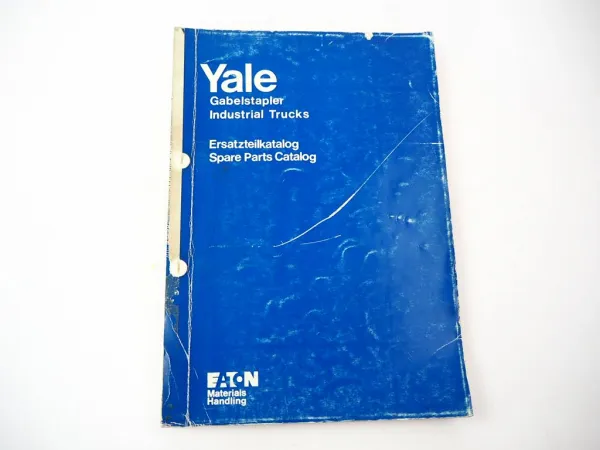 Yale
Gabelstapler
Industrial Trucks
Ersatzteilkatalog
Spare Parts Catalog
EATON
Materials
Handling